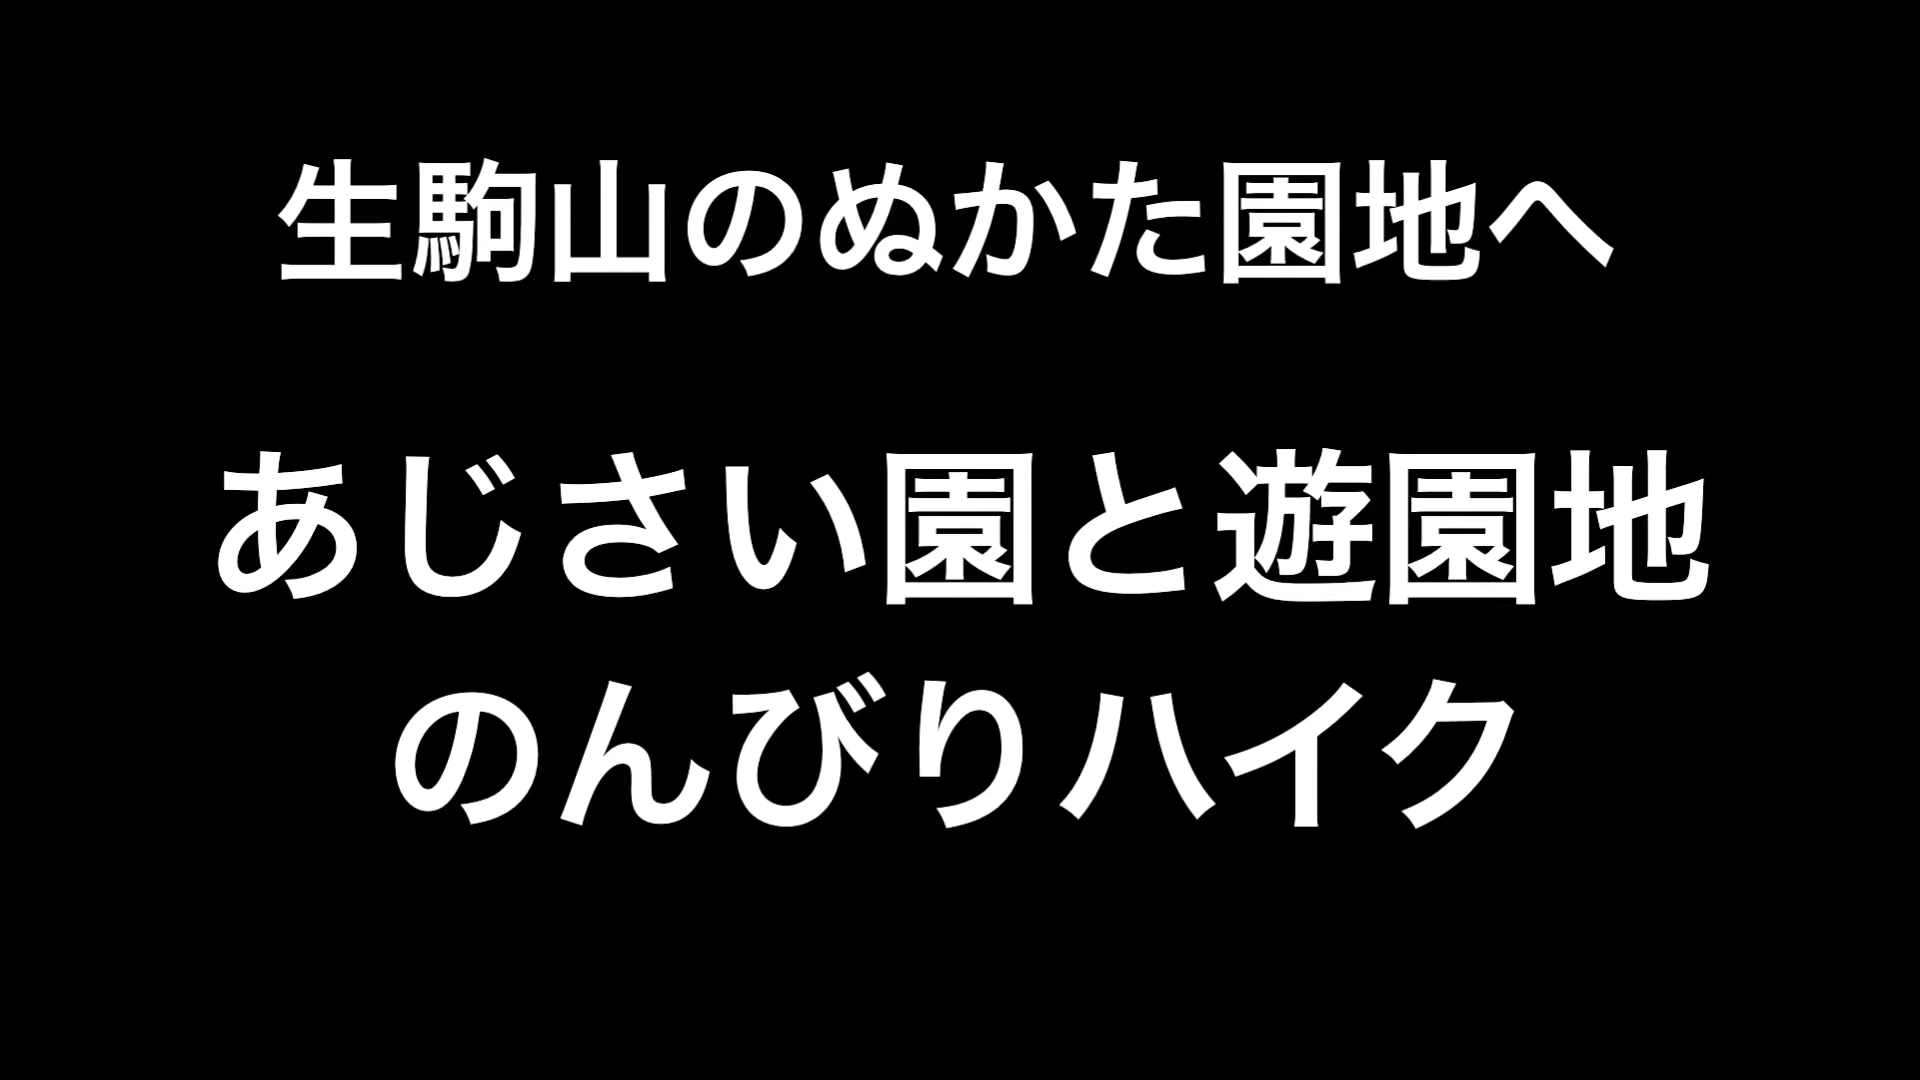 生駒山のぬかた園地へ
あじさい園と遊園地
のんびりハイク